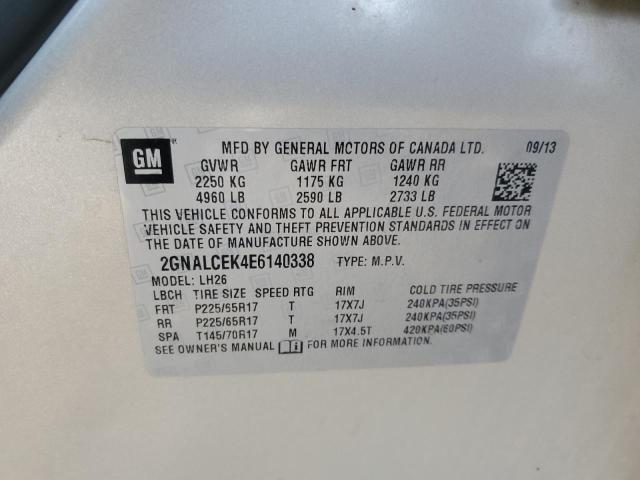 GM
MFD BY GENERAL MOTORS OF CANADA LTD. 09/13
GVWR GAWR FRT GAWR RR
2250 KG 1175 KG 1240 KG
4960 LB 2590 LB 2733 LB
THIS VEHICLE CONFORMS TO ALL APPLICABLE U.S. FEDERAL MOTOR
VEHICLE SAFETY AND THEFT PREVENTION STANDARDS IN EFFECT ON
THE DATE OF MANUFACTURE SHOWN ABOVE.
2GNALCEK4E6140338 TYPE: M.P.V.
MODEL: LH26
LBCH TIRE SIZE SPEED RTG RIM COLD TIRE PRESSURE
FRT P225/65R17 T 17X7J 240KPA(35PSI)
RR P225/65R17 T 17X7J 240KPA(35PSI)
SPA T145/70R17 M 17X4.5T 420KPA(60PSI)
SEE OWNER'S MANUAL FOR MORE INFORMATION.